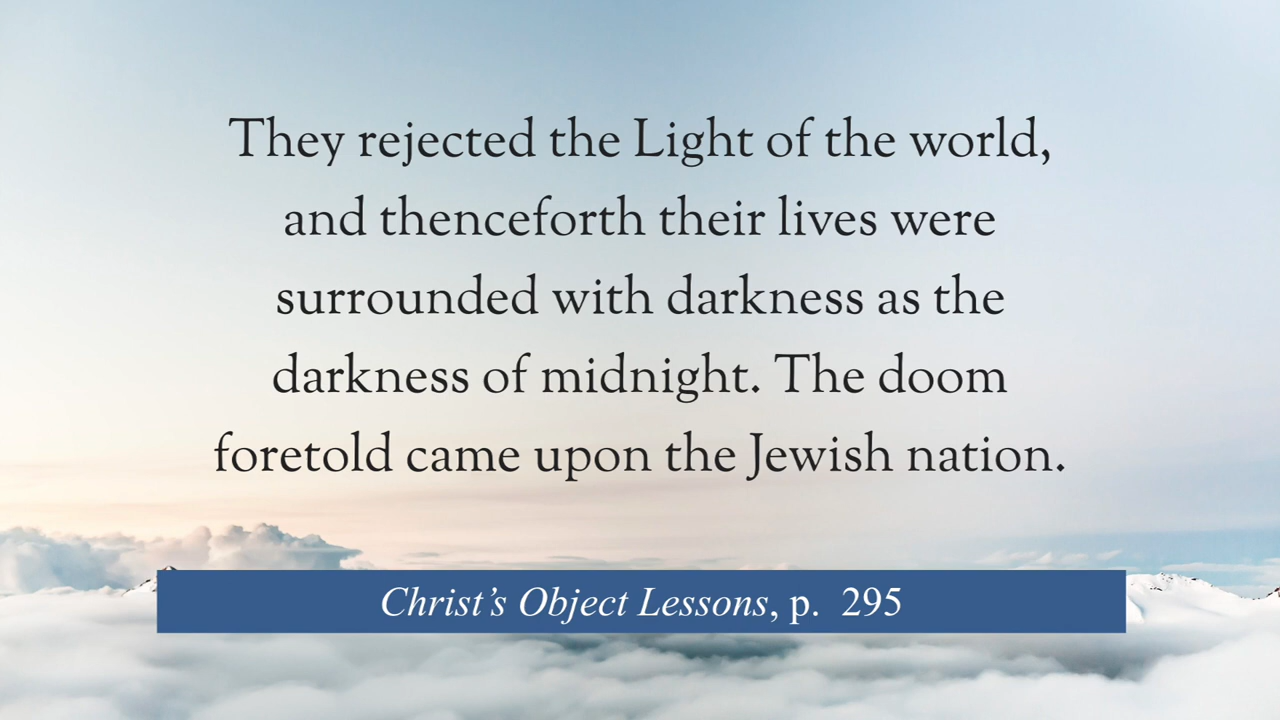 They rejected the Light of the world,
and thenceforth their lives were
surrounded with darkness as the
darkness of midnight. The doom
foretold came upon the Jewish nation.
Christ’s Object Lessons, p.  295